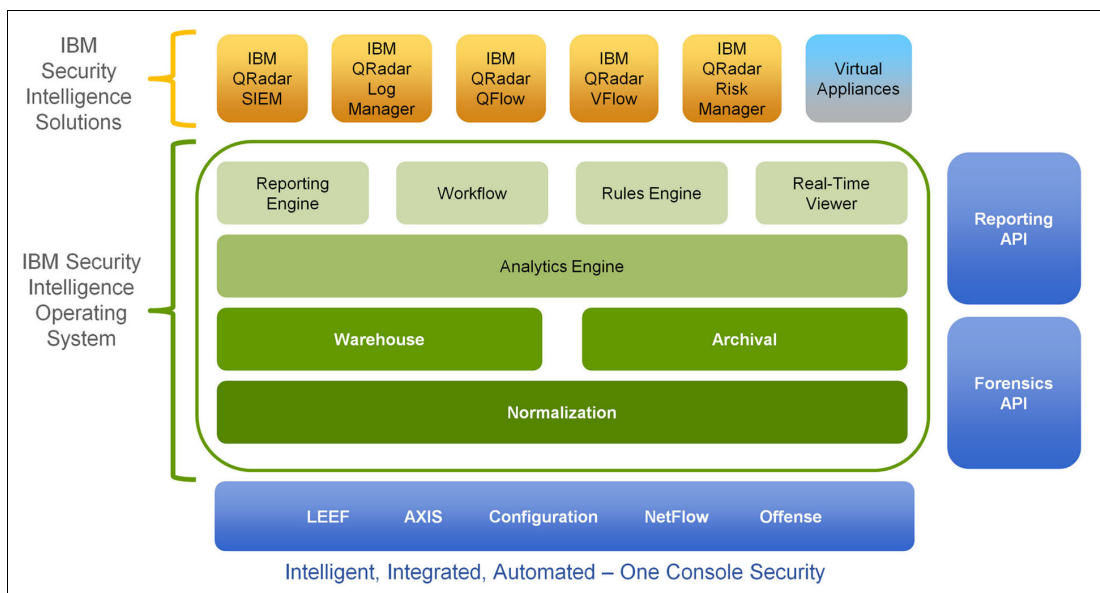 IBM
Security
Intelligence
Solutions
IBM
QRadar
SIEM
IBM
QRadar
Log
Manager
IBM
QRadar
QFlow
IBM
QRadar
VFlow
IBM
QRadar
Risk
Manager
Virtual
Appliances
IBM Security
Intelligence
Operating
System
Reporting
Engine
Workflow
Rules Engine
Real-Time
Viewer
Analytics Engine
Warehouse
Archival
Normalization
Reporting
API
Forensics
API
LEEF AXIS Configuration NetFlow Offense
Intelligent, Integrated, Automated – One Console Security